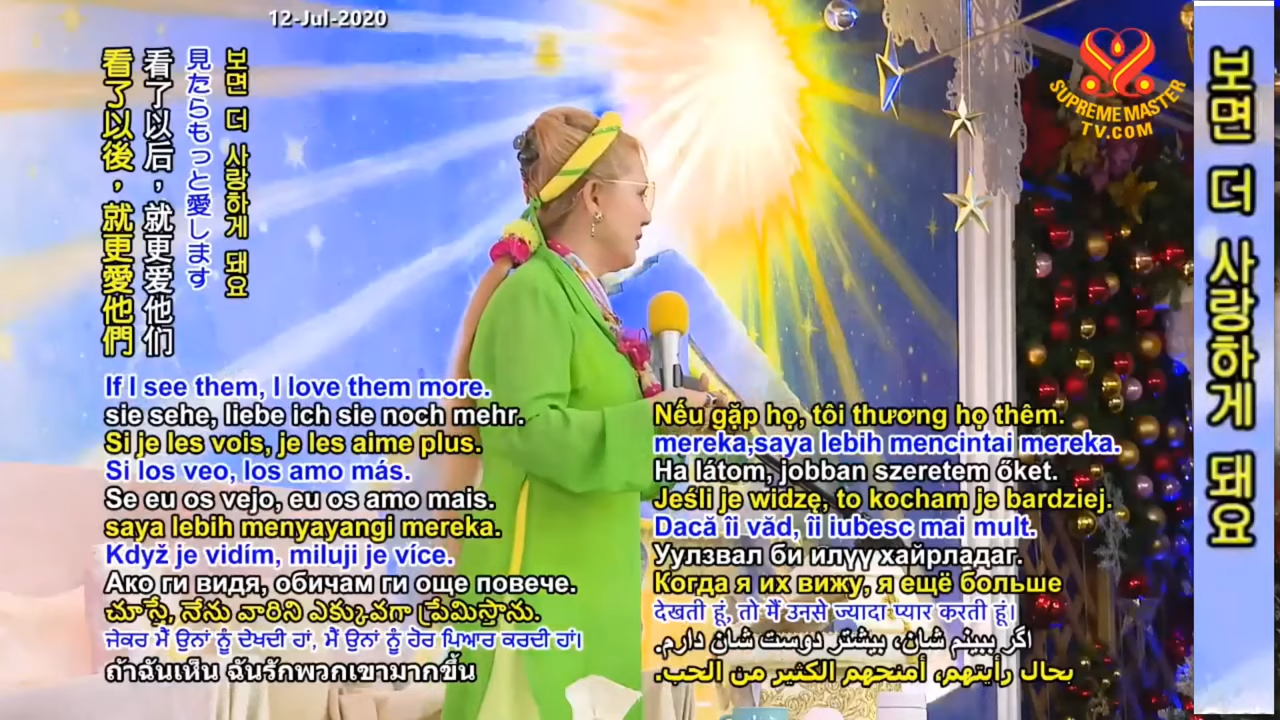 12-Jul-2020
보면 더 사랑하게 돼요
見たらもっと愛します
看了以后，就更爱他们
看了以後，就更愛他們
SUPREME MASTER
TV.COM
보면 더 사랑하게 돼요
If I see them, I love them more.
sie sehe, liebe ich sie noch mehr.
Si je les vois, je les aime plus.
Si los veo, los amo más.
Se eu os vejo, eu os amo mais.
saya lebih menyayangi mereka.
Když je vidím, miluji je více.
Ако ги видя, обичам ги още повече.
చూస్తే, నేను వారిని ఎక్కువగా ప్రేమిస్తాను.
ਜੇਕਰ ਮੈਂ ਉਨਾਂ ਨੂੰ ਦੇਖਦੀ ਹਾਂ, ਮੈਂ ਉਨਾਂ ਨੂੰ ਹੋਰ ਪਿਆਰ ਕਰਦੀ ਹਾਂ।
ถ้าฉันเห็น ฉันรักพวกเขามากขึ้น
Nếu gặp họ, tôi thương họ thêm.
mereka,saya lebih mencintai mereka.
Ha látom, jobban szeretem őket.
Jeśli je widzę, to kocham je bardziej.
Dacă îi văd, îi iubesc mai mult.
Уулзвал би илүү хайрладаг.
Когда я их вижу, я ещё больше
देखती हूं, तो मैं उनसे ज्यादा प्यार करती हूं।
اگر ببینم شان، بیشتر دوست شان دارم.
بحال رأيتهم، أمنحهم الكثير من الحب.